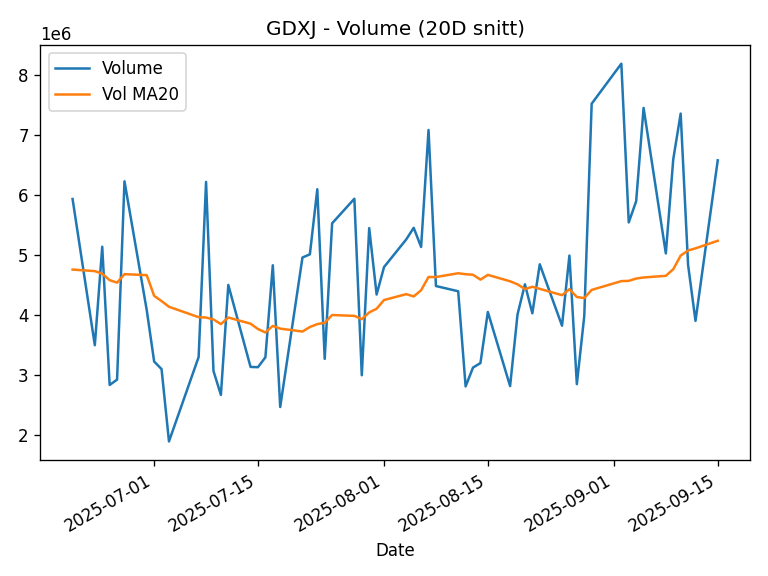 GDXJ - Volume (20D snitt)
1e6
Volume
Vol MA20
8
7
6
5
4
3
2
2025-07-01
2025-07-15
2025-08-01
2025-08-15
2025-09-01
2025-09-15
Date